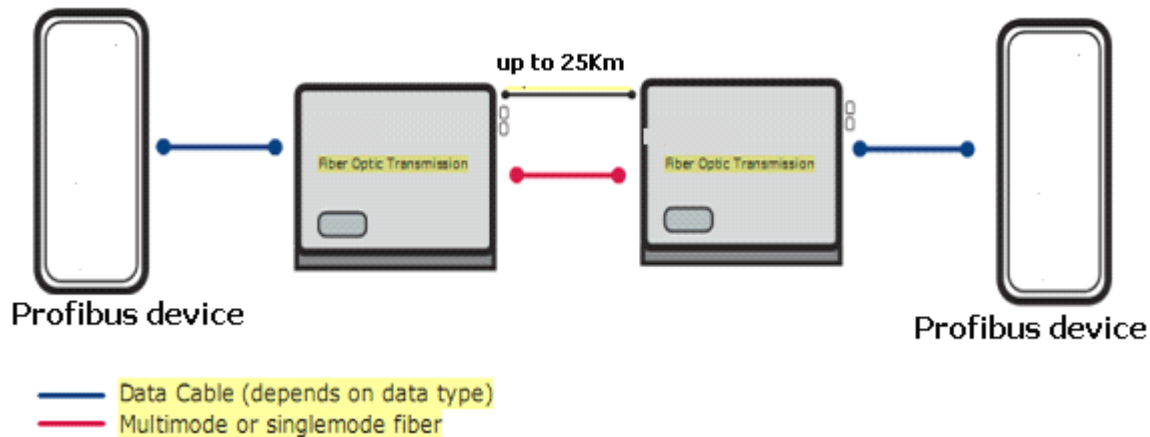 up to 25Km
Fiber Optic Transmission
Fiber Optic Transmission
Profibus device
Profibus device
Data Cable (depends on data type)
Multimode or singlemode fiber